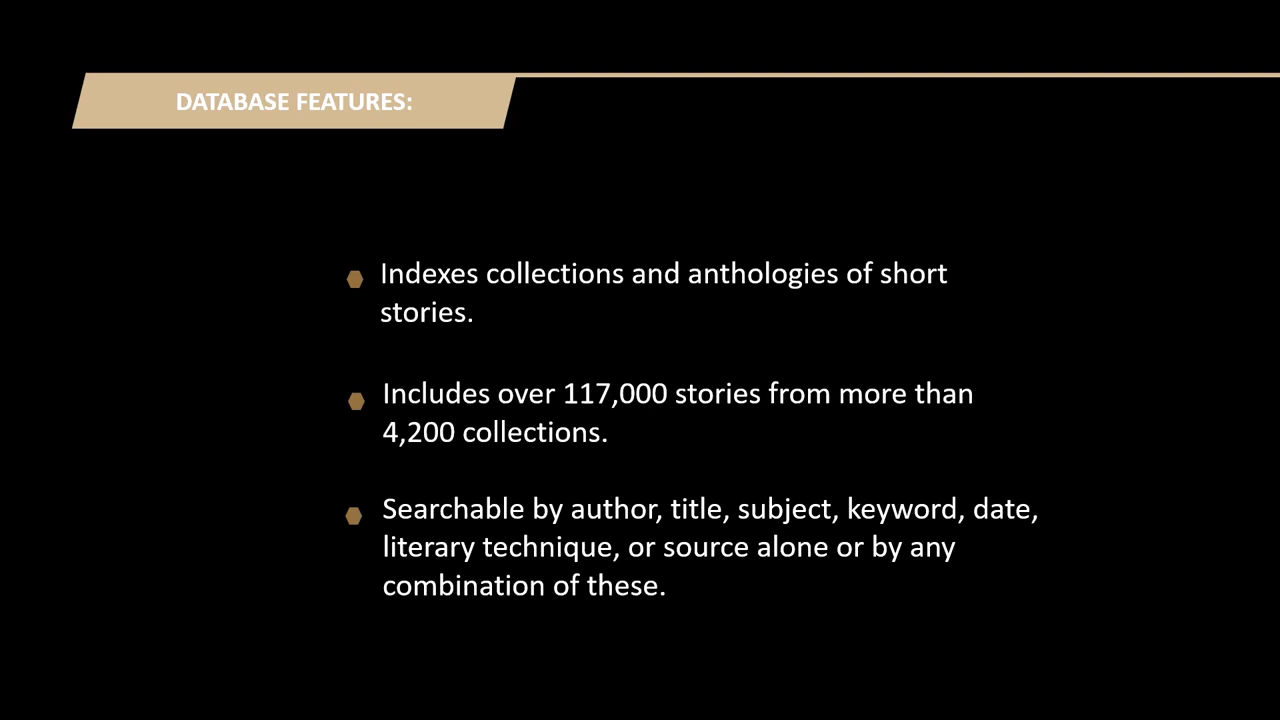 DATABASE FEATURES:
Indexes collections and anthologies of short
stories.
Includes over 117,000 stories from more than
4,200 collections.
Searchable by author, title, subject, keyword, date,
literary technique, or source alone or by any
combination of these.